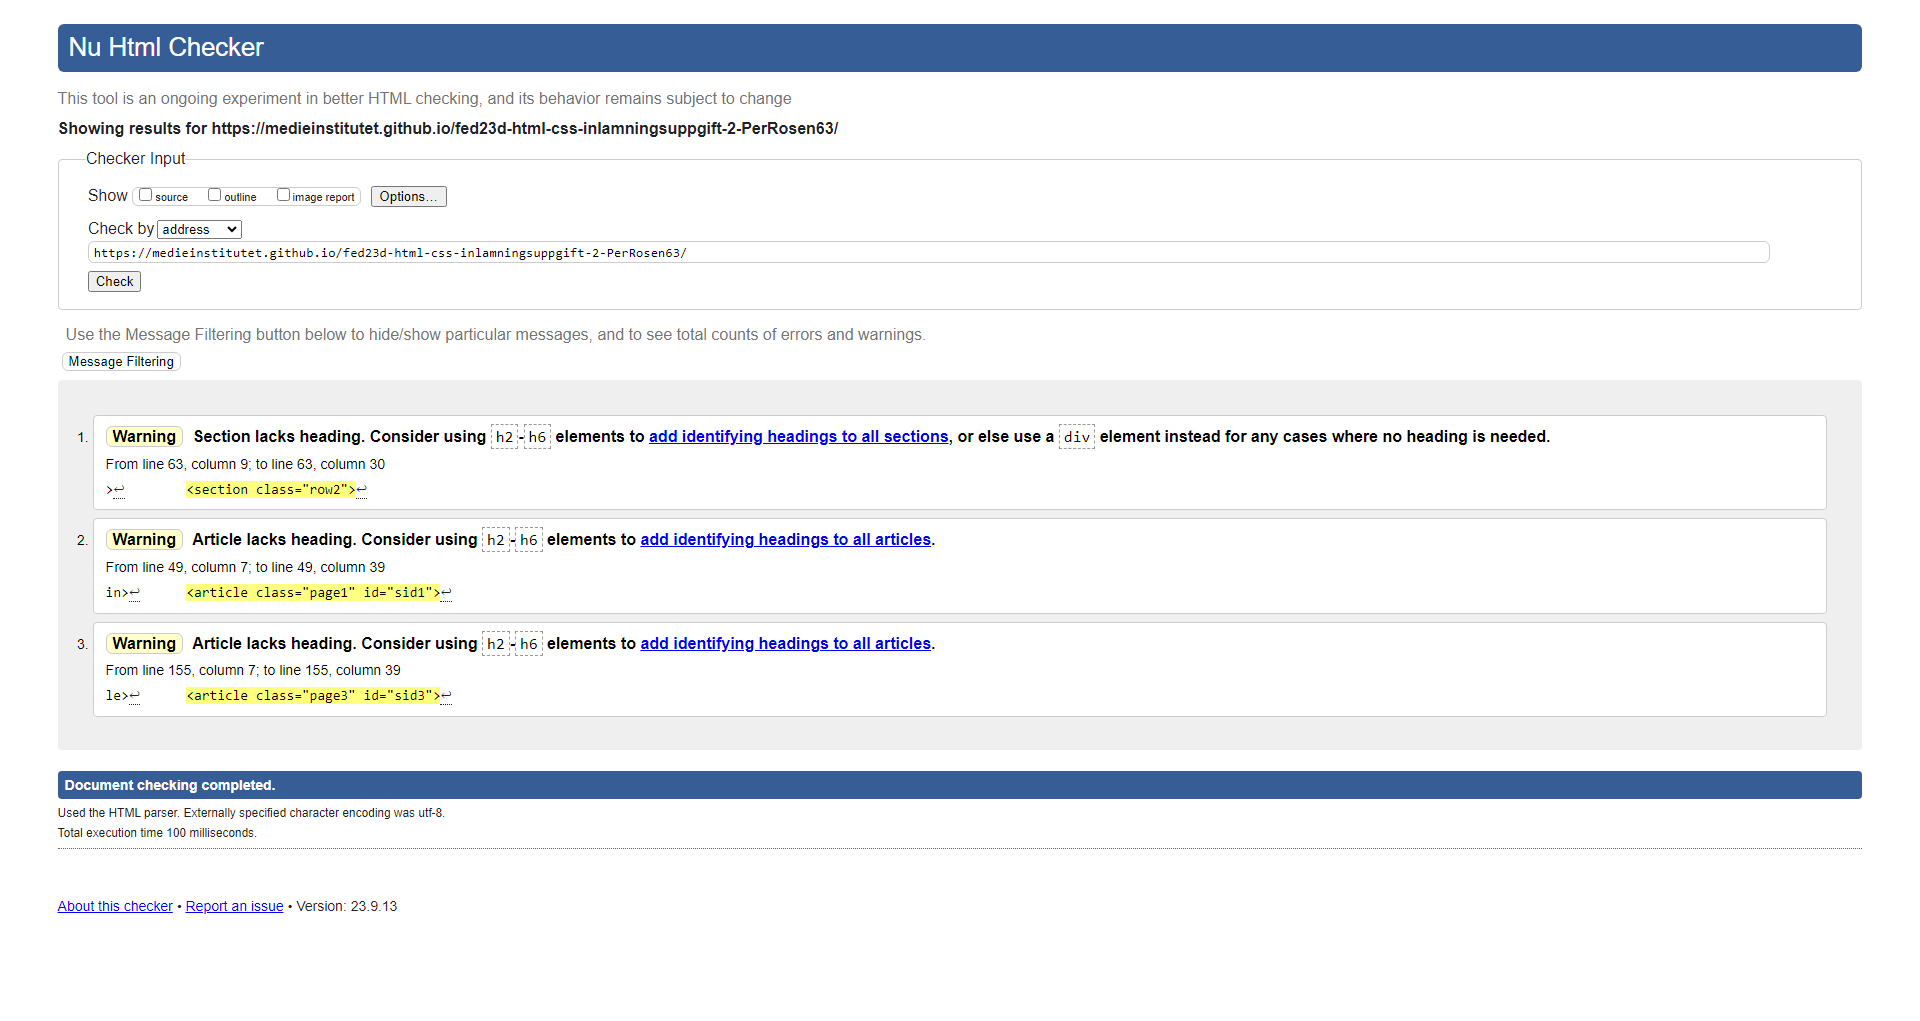 Nu Html Checker
This tool is an ongoing experiment in better HTML checking, and its behavior remains subject to change
Showing results for https://medieinstitutet.github.io/fed23d-html-css-inlamningsuppgift-2-PerRosen63/
Checker Input
Show source outline image report Options...
Check by address
https://medieinstitutet.github.io/fed23d-html-css-inlamningsuppgift-2-PerRosen63/
Check
Use the Message Filtering button below to hide/show particular messages, and to see total counts of errors and warnings.
Message Filtering
1. Warning Section lacks heading. Consider using h2-h6 elements to add identifying headings to all sections, or else use a div element instead for any cases where no heading is needed.
From line 63, column 9; to line 63, column 30
>↩ <section class="row2">↩
2. Warning Article lacks heading. Consider using h2-h6 elements to add identifying headings to all articles.
From line 49, column 7; to line 49, column 39
in>↩ <article class="page1" id="sid1">↩
3. Warning Article lacks heading. Consider using h2-h6 elements to add identifying headings to all articles.
From line 155, column 7; to line 155, column 39
le>↩ <article class="page3" id="sid3">↩
Document checking completed.
Used the HTML parser. Externally specified character encoding was utf-8.
Total execution time 100 milliseconds.
About this checker • Report an issue • Version: 23.9.13